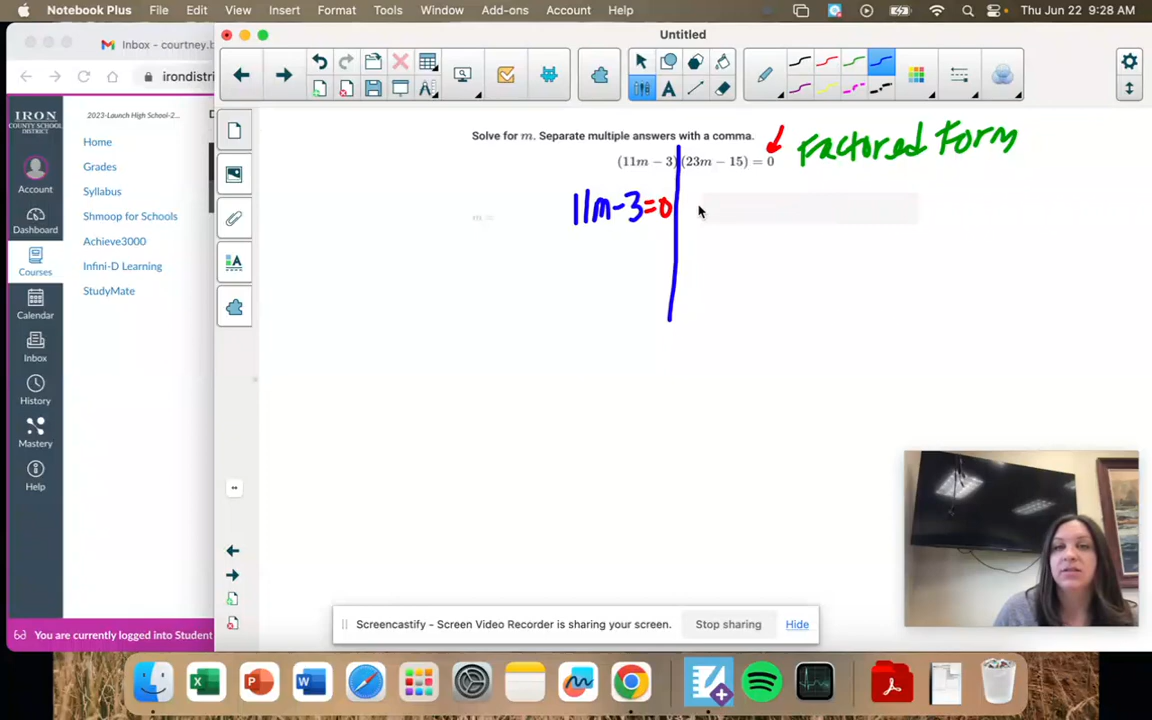 Notebook Plus File Edit View Insert Format Tools Window Add-ons Account Help Thu Jun 22 9:28 AM
Inbox - courtney.b
Untitled
irondistri
IRON
COUNTY SCHOOL
DISTRICT
2023-Launch High School-2...
D
Home
Grades
Syllabus
Shmoop for Schools
Achieve3000
Infini-D Learning
StudyMate
Account
Dashboard
Courses
Calendar
Inbox
History
Mastery
Help
You are currently logged into Student
Solve for m. Separate multiple answers with a comma.
(11m − 3)(23m − 15) = 0
Factored Form
11m-3=0
m =
Screencastify - Screen Video Recorder is sharing your screen. Stop sharing Hide